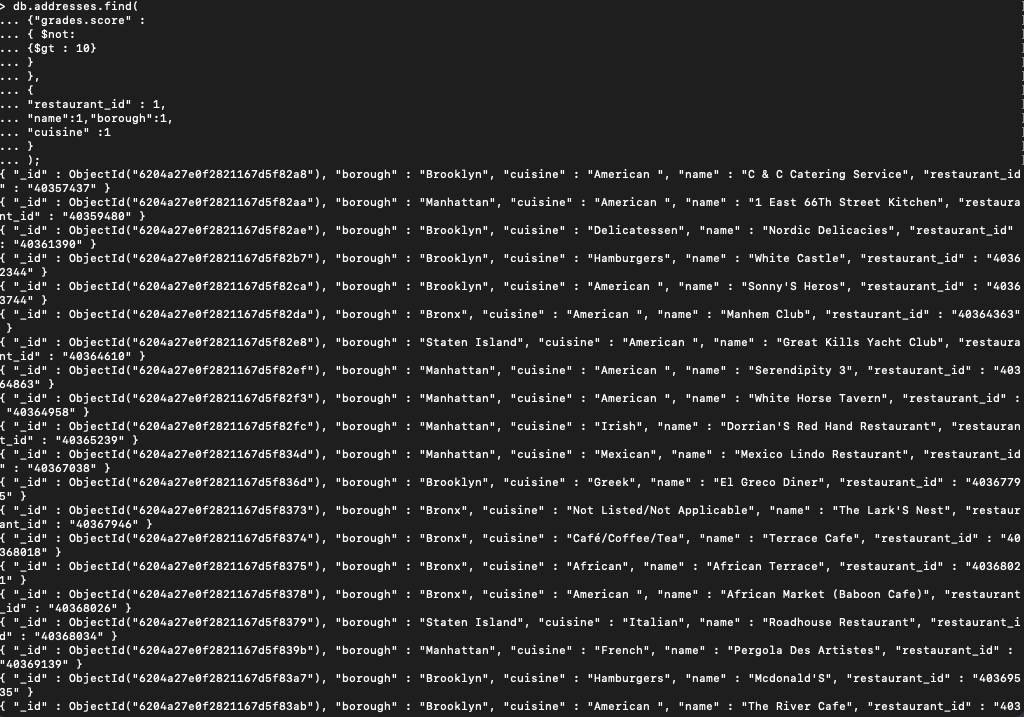 > db.addresses.find(
... {"grades.score" :
... { $not:
... {$gt : 10}
... }
... },
... {
... "restaurant_id" : 1,
... "name":1,"borough":1,
... "cuisine" :1
... }
... );
{ "_id" : ObjectId("6204a27e0f2821167d5f82a8"), "borough" : "Brooklyn", "cuisine" : "American ", "name" : "C & C Catering Service", "restaurant_id
" : "40357437" }
{ "_id" : ObjectId("6204a27e0f2821167d5f82aa"), "borough" : "Manhattan", "cuisine" : "American ", "name" : "1 East 66Th Street Kitchen", "restaura
nt_id" : "40359480" }
{ "_id" : ObjectId("6204a27e0f2821167d5f82ae"), "borough" : "Brooklyn", "cuisine" : "Delicatessen", "name" : "Nordic Delicacies", "restaurant_id"
: "40361390" }
{ "_id" : ObjectId("6204a27e0f2821167d5f82b7"), "borough" : "Brooklyn", "cuisine" : "Hamburgers", "name" : "White Castle", "restaurant_id" : "4036
2344" }
{ "_id" : ObjectId("6204a27e0f2821167d5f82ca"), "borough" : "Brooklyn", "cuisine" : "American ", "name" : "Sonny'S Heros", "restaurant_id" : "4036
3744" }
{ "_id" : ObjectId("6204a27e0f2821167d5f82da"), "borough" : "Bronx", "cuisine" : "American ", "name" : "Manhem Club", "restaurant_id" : "40364363"
}
{ "_id" : ObjectId("6204a27e0f2821167d5f82e8"), "borough" : "Staten Island", "cuisine" : "American ", "name" : "Great Kills Yacht Club", "restaura
nt_id" : "40364610" }
{ "_id" : ObjectId("6204a27e0f2821167d5f82ef"), "borough" : "Manhattan", "cuisine" : "American ", "name" : "Serendipity 3", "restaurant_id" : "403
64863" }
{ "_id" : ObjectId("6204a27e0f2821167d5f82f3"), "borough" : "Manhattan", "cuisine" : "American ", "name" : "White Horse Tavern", "restaurant_id" :
"40364958" }
{ "_id" : ObjectId("6204a27e0f2821167d5f82fc"), "borough" : "Manhattan", "cuisine" : "Irish", "name" : "Dorrian'S Red Hand Restaurant", "restauran
t_id" : "40365239" }
{ "_id" : ObjectId("6204a27e0f2821167d5f834d"), "borough" : "Manhattan", "cuisine" : "Mexican", "name" : "Mexico Lindo Restaurant", "restaurant_id
" : "40367038" }
{ "_id" : ObjectId("6204a27e0f2821167d5f836d"), "borough" : "Brooklyn", "cuisine" : "Greek", "name" : "El Greco Diner", "restaurant_id" : "4036779
5" }
{ "_id" : ObjectId("6204a27e0f2821167d5f8373"), "borough" : "Bronx", "cuisine" : "Not Listed/Not Applicable", "name" : "The Lark'S Nest", "restaur
ant_id" : "40367946" }
{ "_id" : ObjectId("6204a27e0f2821167d5f8374"), "borough" : "Bronx", "cuisine" : "Café/Coffee/Tea", "name" : "Terrace Cafe", "restaurant_id" : "40
368018" }
{ "_id" : ObjectId("6204a27e0f2821167d5f8375"), "borough" : "Bronx", "cuisine" : "African", "name" : "African Terrace", "restaurant_id" : "4036802
1" }
{ "_id" : ObjectId("6204a27e0f2821167d5f8378"), "borough" : "Bronx", "cuisine" : "American ", "name" : "African Market (Baboon Cafe)", "restaurant
_id" : "40368026" }
{ "_id" : ObjectId("6204a27e0f2821167d5f8379"), "borough" : "Staten Island", "cuisine" : "Italian", "name" : "Roadhouse Restaurant", "restaurant_i
d" : "40368034" }
{ "_id" : ObjectId("6204a27e0f2821167d5f839b"), "borough" : "Manhattan", "cuisine" : "French", "name" : "Pergola Des Artistes", "restaurant_id" :
"40369139" }
{ "_id" : ObjectId("6204a27e0f2821167d5f83a7"), "borough" : "Brooklyn", "cuisine" : "Hamburgers", "name" : "Mcdonald'S", "restaurant_id" : "403695
35" }
{ "_id" : ObjectId("6204a27e0f2821167d5f83ab"), "borough" : "Brooklyn", "cuisine" : "American ", "name" : "The River Cafe", "restaurant_id" : "403